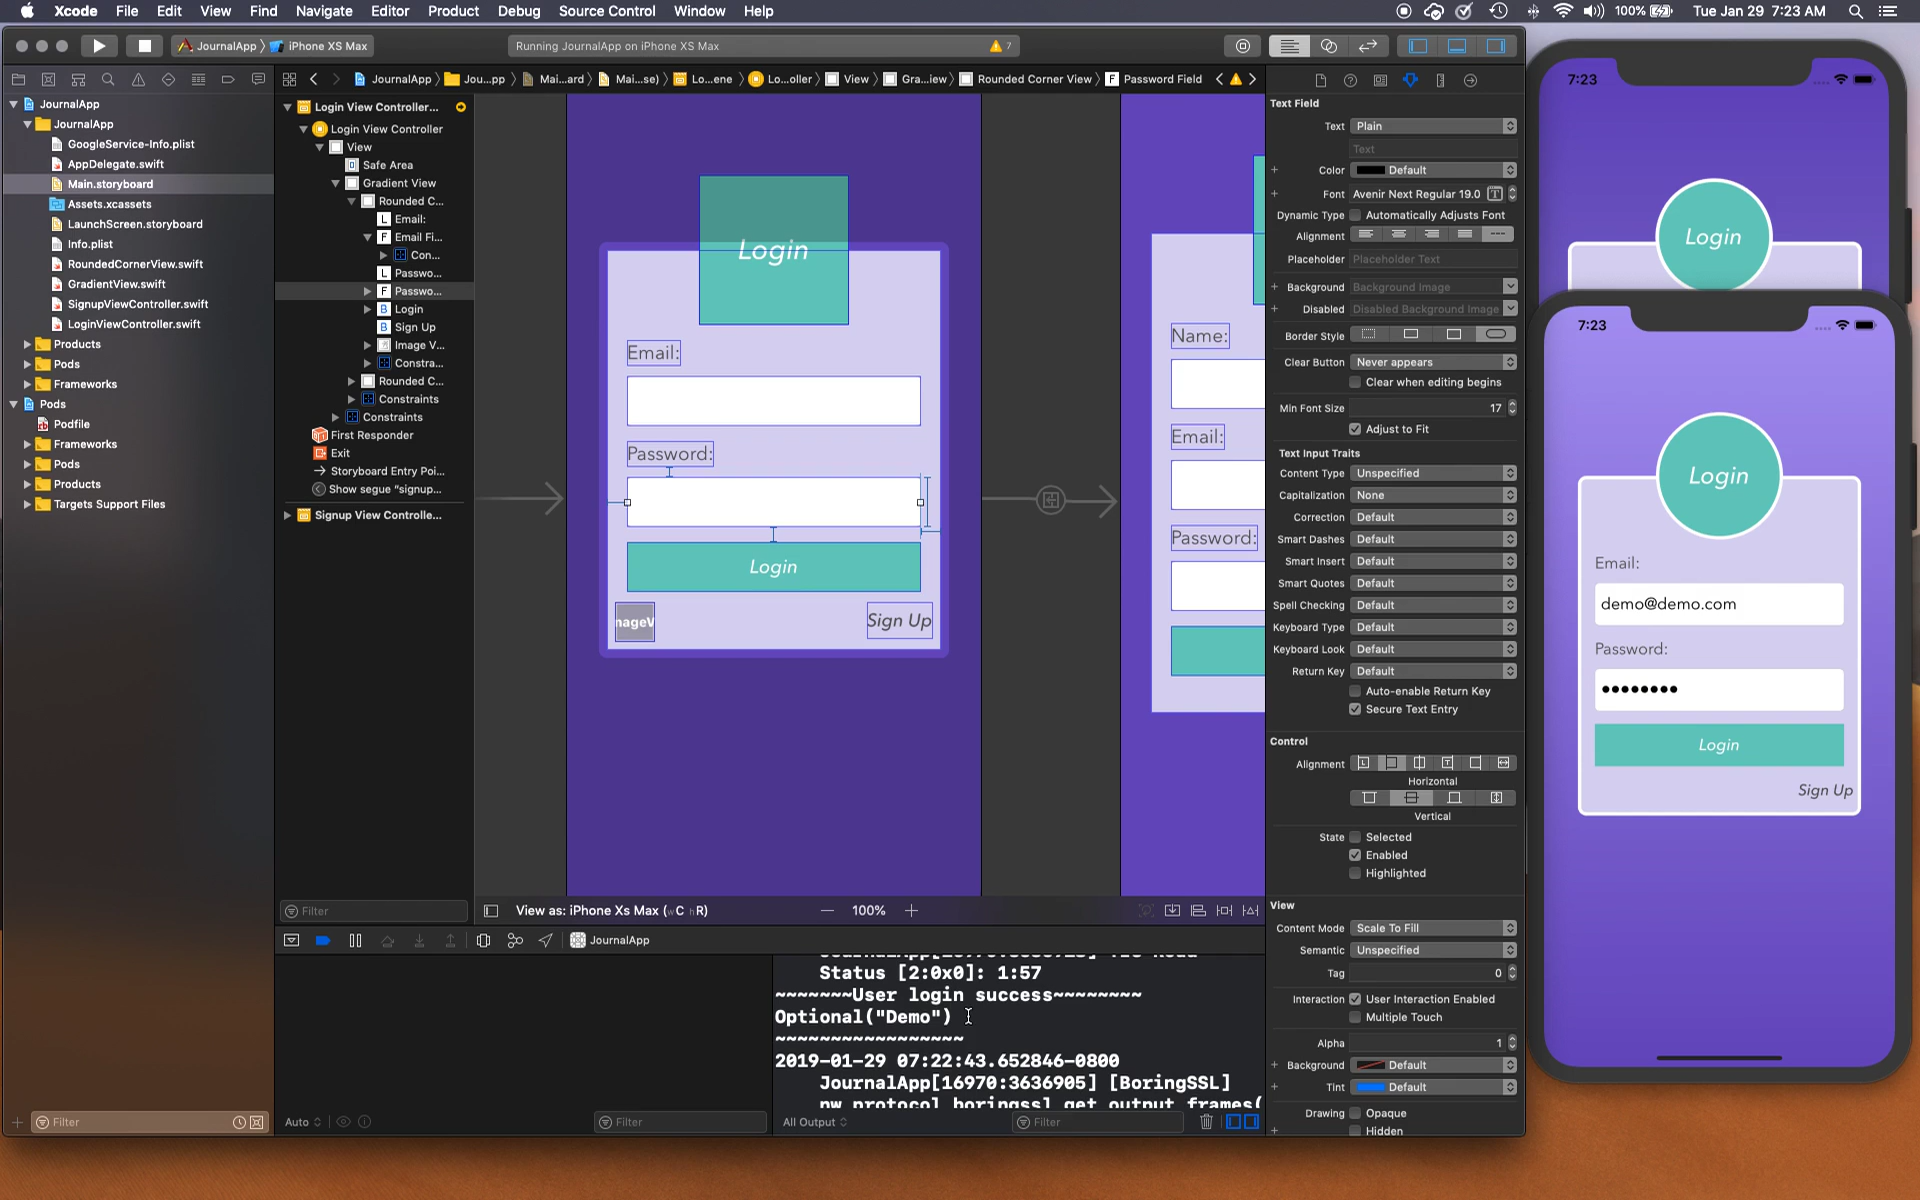 Xcode File Edit View Find Navigate Editor Product Debug Source Control Window Help
100% Tue Jan 29 7:23 AM
JournalApp iPhone XS Max
Running JournalApp on iPhone XS Max
7
JournalApp Jou...pp Mai...ard Mai...se) Lo...ene Lo...oller View Gra...iew Rounded Corner View F Password Field
JournalApp
JournalApp
GoogleService-Info.plist
AppDelegate.swift
Main.storyboard
Assets.xcassets
LaunchScreen.storyboard
Info.plist
RoundedCornerView.swift
GradientView.swift
SignupViewController.swift
LoginViewController.swift
Products
Pods
Frameworks
Pods
Podfile
Frameworks
Pods
Products
Targets Support Files
Filter
Login View Controller...
Login View Controller
View
Safe Area
Gradient View
Rounded C...
L Email:
F Email Fi...
Con...
L Passwo...
F Passwo...
B Login
B Sign Up
Image V...
Constra...
Rounded C...
Constraints
Constraints
First Responder
Exit
Storyboard Entry Poi...
Show segue "signup...
Signup View Controlle...
Filter
Login
Email:
Password:
Login
nageV
Sign Up
Name:
Email:
Password:
View as: iPhone Xs Max (wC hR)
100%
JournalApp
Auto
Filter
Status [2:0x0]: 1:57
~~~~~~~User login success~~~~~~~~
Optional("Demo")
~~~~~~~~~~~~~~~~~
2019-01-29 07:22:43.652846-0800
JournalApp[16970:3636905] [BoringSSL]
nw_protocol_boringssl_get_output_frames(
All Output
Filter
Text Field
Text Plain
Text
Color Default
Font Avenir Next Regular 19.0
Dynamic Type Automatically Adjusts Font
Alignment
Placeholder Placeholder Text
Background Background Image
Disabled Disabled Background Image
Border Style
Clear Button Never appears
Clear when editing begins
Min Font Size 17
Adjust to Fit
Text Input Traits
Content Type Unspecified
Capitalization None
Correction Default
Smart Dashes Default
Smart Insert Default
Smart Quotes Default
Spell Checking Default
Keyboard Type Default
Keyboard Look Default
Return Key Default
Auto-enable Return Key
Secure Text Entry
Control
Alignment
Horizontal
Vertical
State Selected
Enabled
Highlighted
View
Content Mode Scale To Fill
Semantic Unspecified
Tag 0
Interaction User Interaction Enabled
Multiple Touch
Alpha 1
Background Default
Tint Default
Drawing Opaque
Hidden
7:23
Login
7:23
Login
Email:
demo@demo.com
Password:
Login
Sign Up